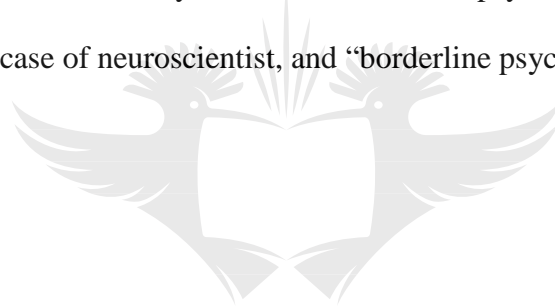 case of neuroscientist, and “borderline psyc